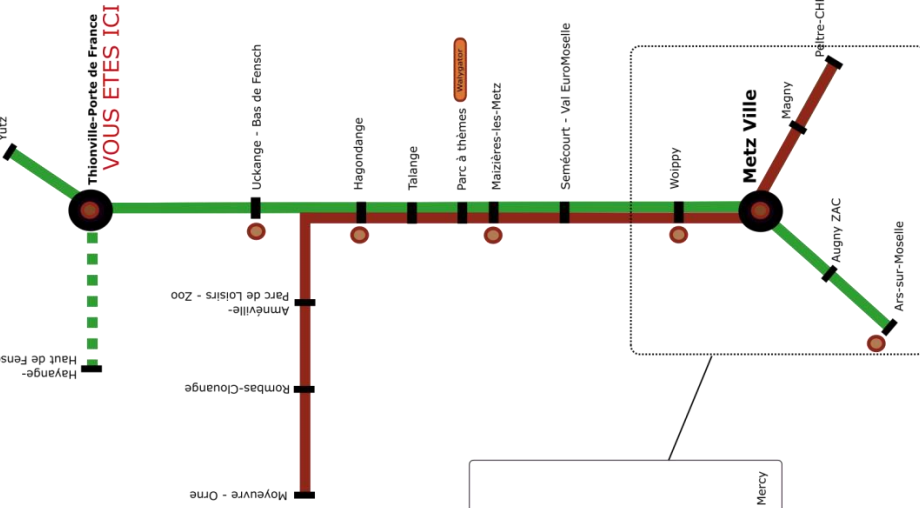 Yutz
Thionville-Porte de France
VOUS ETES ICI
Uckange - Bas de Fensch
Hagondange
Talange
Parc à thèmes
Walygator
Maizières-les-Metz
Semécourt - Val EuroMoselle
Woippy
Metz Ville
Magny
Peltre-CH
Augny ZAC
Ars-sur-Moselle
Hayange-
Haut de Fens
Amnéville-
Parc de Loisirs - Zoo
Rombas-Clouange
Moyeuvre - Orne
Mercy